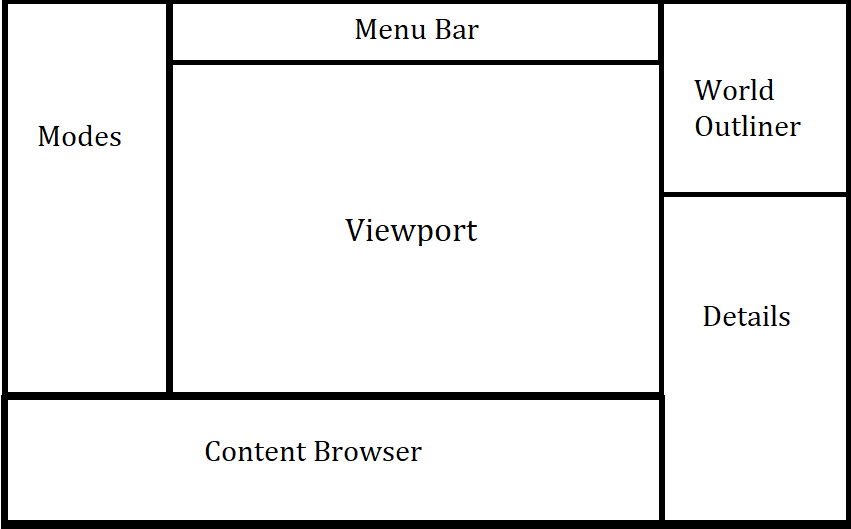 Menu Bar
Modes
World
Outliner
Viewport
Details
Content Browser